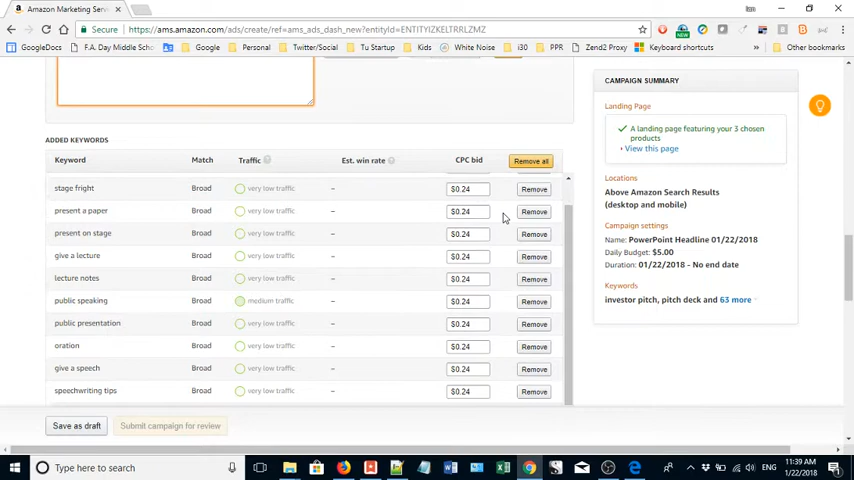 Amazon Marketing Serv
https://ams.amazon.com/ads/create/ref=ams_ads_dash_new?entityId=ENTITYIZKELTRRLZMZ
Secure
GoogleDocs
F.A. Day Middle Scho
Google
Personal
Twitter/Social
Tu Startup
Kids
White Noise
i30
PPR
Zend2 Proxy
Keyword shortcuts
Other bookmarks
ADDED KEYWORDS
Keyword Match Traffic Est. win rate CPC bid Remove all
stage fright Broad very low traffic – $0.24 Remove
present a paper Broad very low traffic – $0.24 Remove
present on stage Broad very low traffic – $0.24 Remove
give a lecture Broad very low traffic – $0.24 Remove
lecture notes Broad very low traffic – $0.24 Remove
public speaking Broad medium traffic – $0.24 Remove
public presentation Broad very low traffic – $0.24 Remove
oration Broad very low traffic – $0.24 Remove
give a speech Broad very low traffic – $0.24 Remove
speechwriting tips Broad very low traffic – $0.24 Remove
Save as draft
Submit campaign for review
CAMPAIGN SUMMARY
Landing Page
A landing page featuring your 3 chosen
products
View this page
Locations
Above Amazon Search Results
(desktop and mobile)
Campaign settings
Name: PowerPoint Headline 01/22/2018
Daily Budget: $5.00
Duration: 01/22/2018 - No end date
Keywords
investor pitch, pitch deck and 63 more
Type here to search
ENG
11:39 AM
1/22/2018